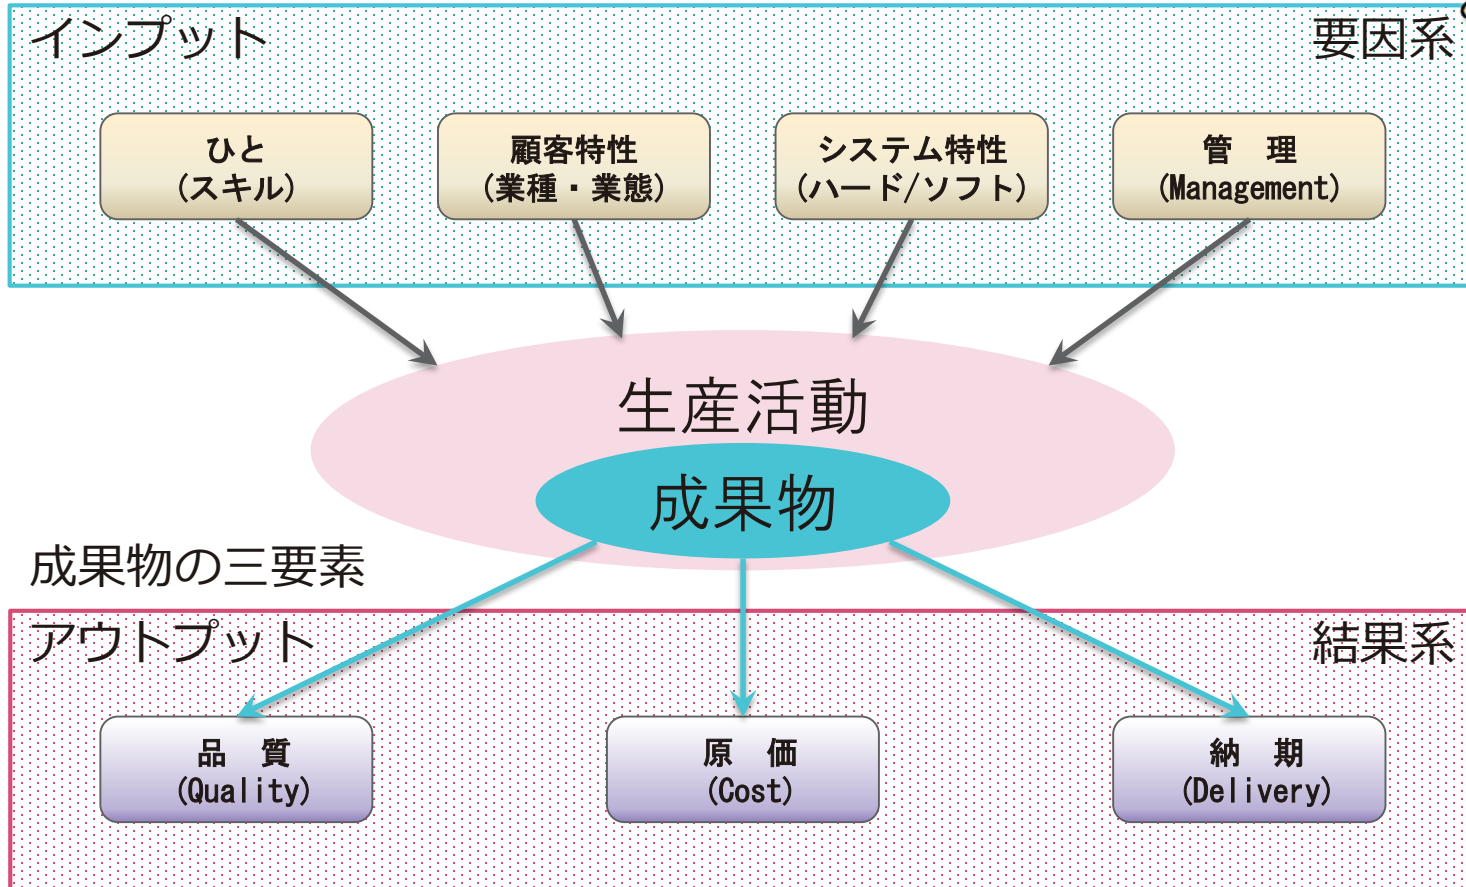 インプット
要因系
ひと
(スキル)
顧客特性
(業種・業態)
システム特性
(ハード/ソフト)
管　理
(Management)
生産活動
成果物
成果物の三要素
アウトプット
結果系
品　質
(Quality)
原　価
(Cost)
納　期
(Delivery)